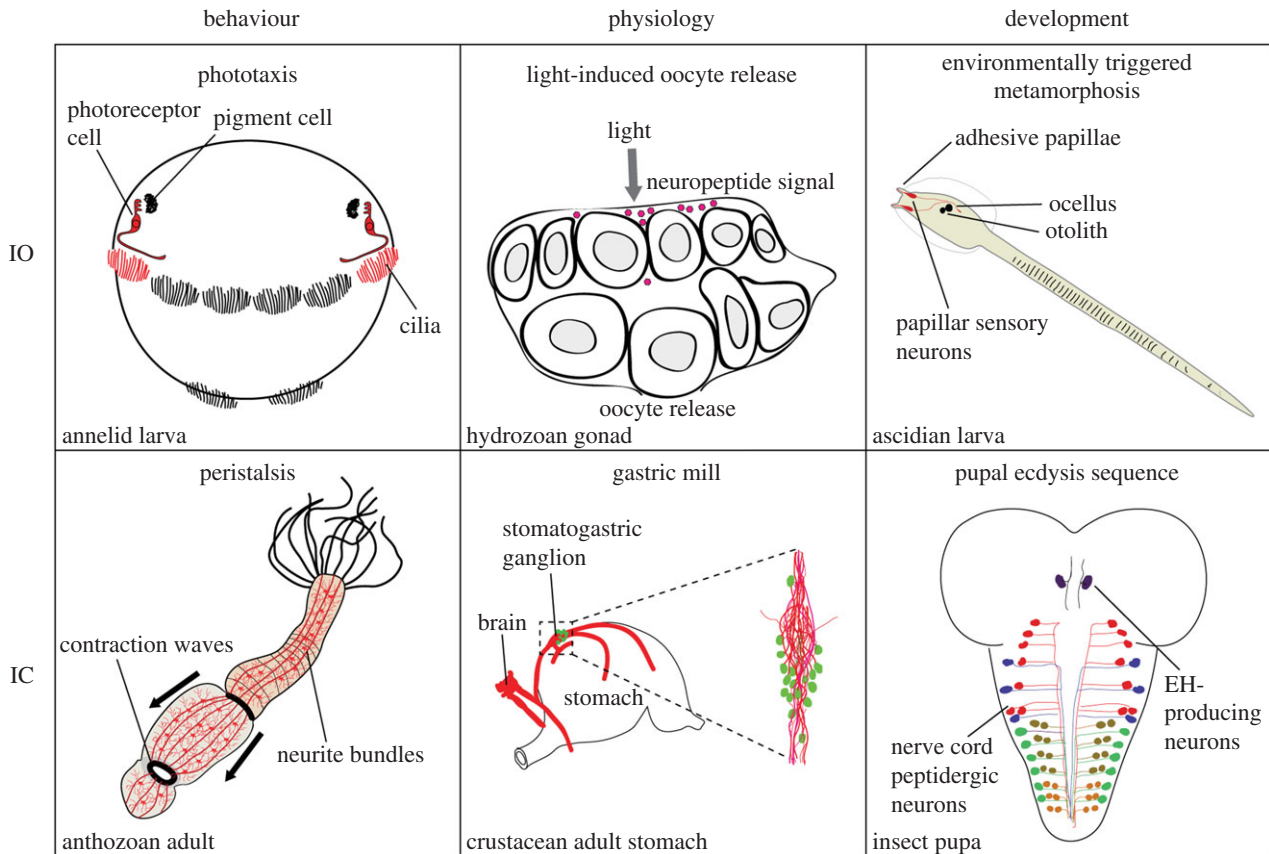 behaviour
physiology
development
IO
phototaxis
photoreceptor
cell
pigment cell
cilia
annelid larva
light-induced oocyte release
light
neuropeptide signal
oocyte release
hydrozoan gonad
environmentally triggered
metamorphosis
adhesive papillae
ocellus
otolith
papillar sensory
neurons
ascidian larva
IC
peristalsis
contraction waves
neurite bundles
anthozoan adult
gastric mill
stomatogastric
ganglion
brain
stomach
crustacean adult stomach
pupal ecdysis sequence
EH-
producing
neurons
nerve cord
peptidergic
neurons
insect pupa